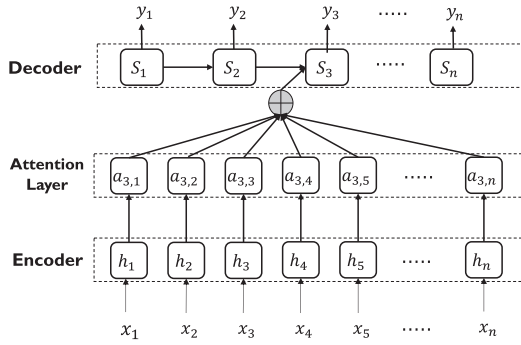 y₁ y₂ y₃ ..... yₙ
Decoder S₁ S₂ S₃ ..... Sₙ
Attention Layer a₃,₁ a₃,₂ a₃,₃ a₃,₄ a₃,₅ ..... a₃,ₙ
Encoder h₁ h₂ h₃ h₄ h₅ ..... hₙ
x₁ x₂ x₃ x₄ x₅ ..... xₙ